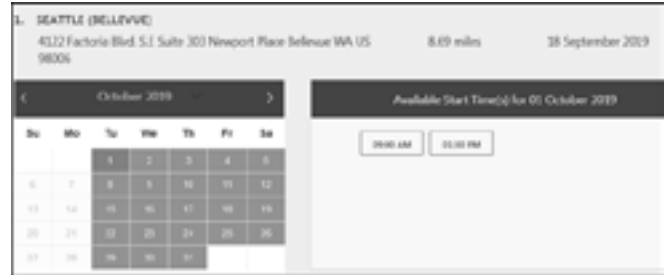 1. SEATTLE (BELLEVUE)
4122 Factoria Blvd. S.E Suite 303 Newport Place Bellevue WA US 8.69 miles 18 September 2019
98006
October 2019
Available Start Time(s) for 01 October 2019
Su Mo Tu We Th Fr Sa
09:00 AM
1 2 3 4 5
6 7 8 9 10 11 12
13 14 15 16 17 18 19
20 21 22 23 24 25 26
27 28 29 30 31